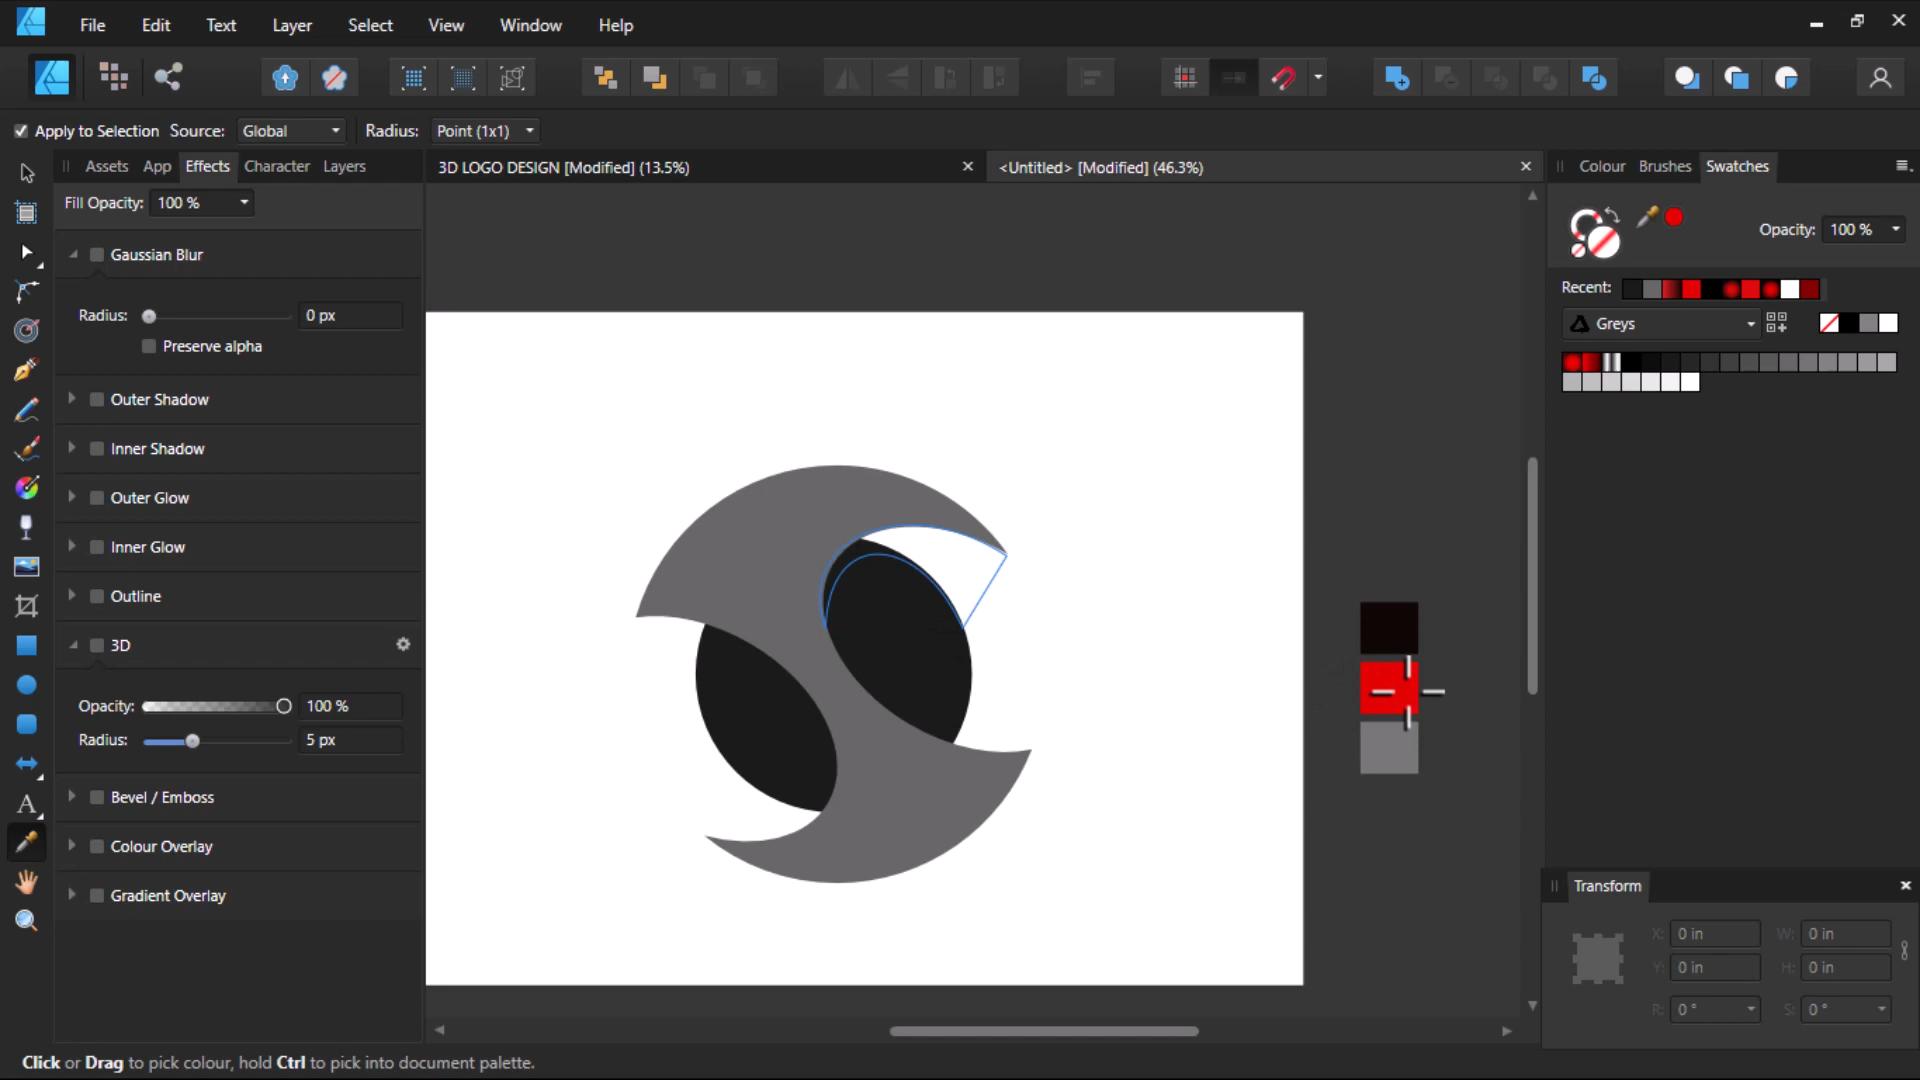 File Edit Text Layer Select View Window Help
Apply to Selection Source: Global Radius: Point (1x1)
Assets App Effects Character Layers
3D LOGO DESIGN [Modified] (13.5%)
<Untitled> [Modified] (46.3%)
Colour Brushes Swatches
Fill Opacity: 100 %
Gaussian Blur
Radius: 0 px
Preserve alpha
Outer Shadow
Inner Shadow
Outer Glow
Inner Glow
Outline
3D
Opacity: 100 %
Radius: 5 px
Bevel / Emboss
Colour Overlay
Gradient Overlay
Opacity: 100 %
Recent:
Greys
Transform
X: 0 in W: 0 in
Y: 0 in H: 0 in
R: 0 ° S: 0 °
Click or Drag to pick colour, hold Ctrl to pick into document palette.